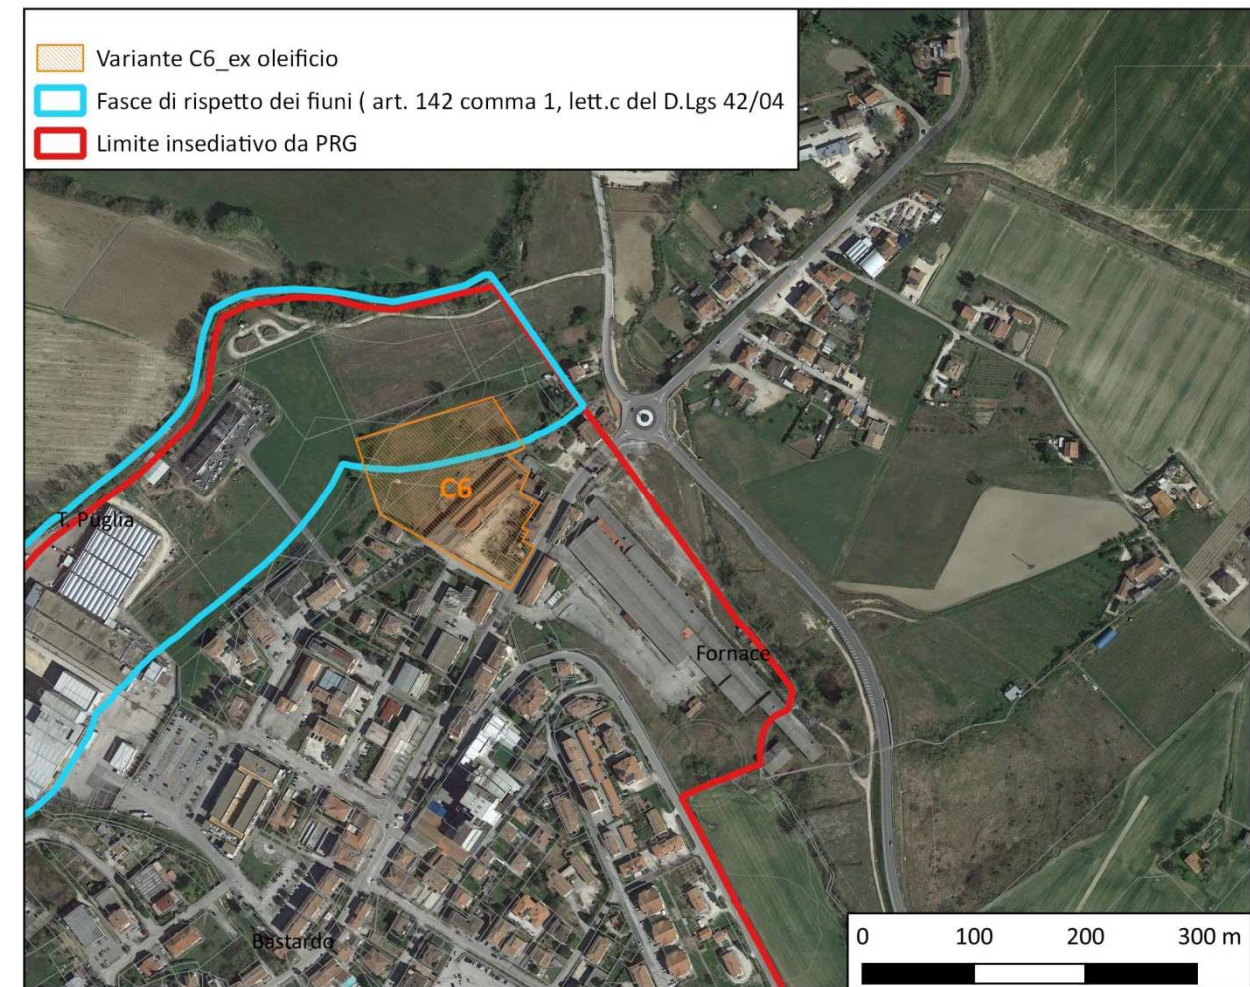 Variante C6_ex oleificio
Fasce di rispetto dei fiuni ( art. 142 comma 1, lett.c del D.Lgs 42/04
Limite insediativo da PRG
C6
T. Puglia
Fornace
Bastardo
0 100 200 300 m